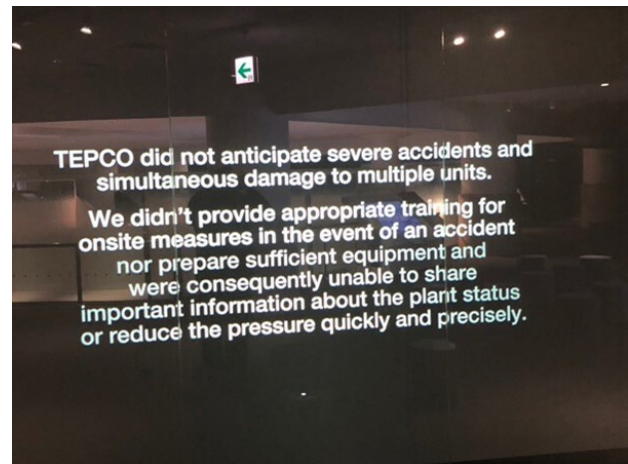 TEPCO did not anticipate severe accidents and
simultaneous damage to multiple units.
We didn't provide appropriate training for
onsite measures in the event of an accident
nor prepare sufficient equipment and
were consequently unable to share
important information about the plant status
or reduce the pressure quickly and precisely.